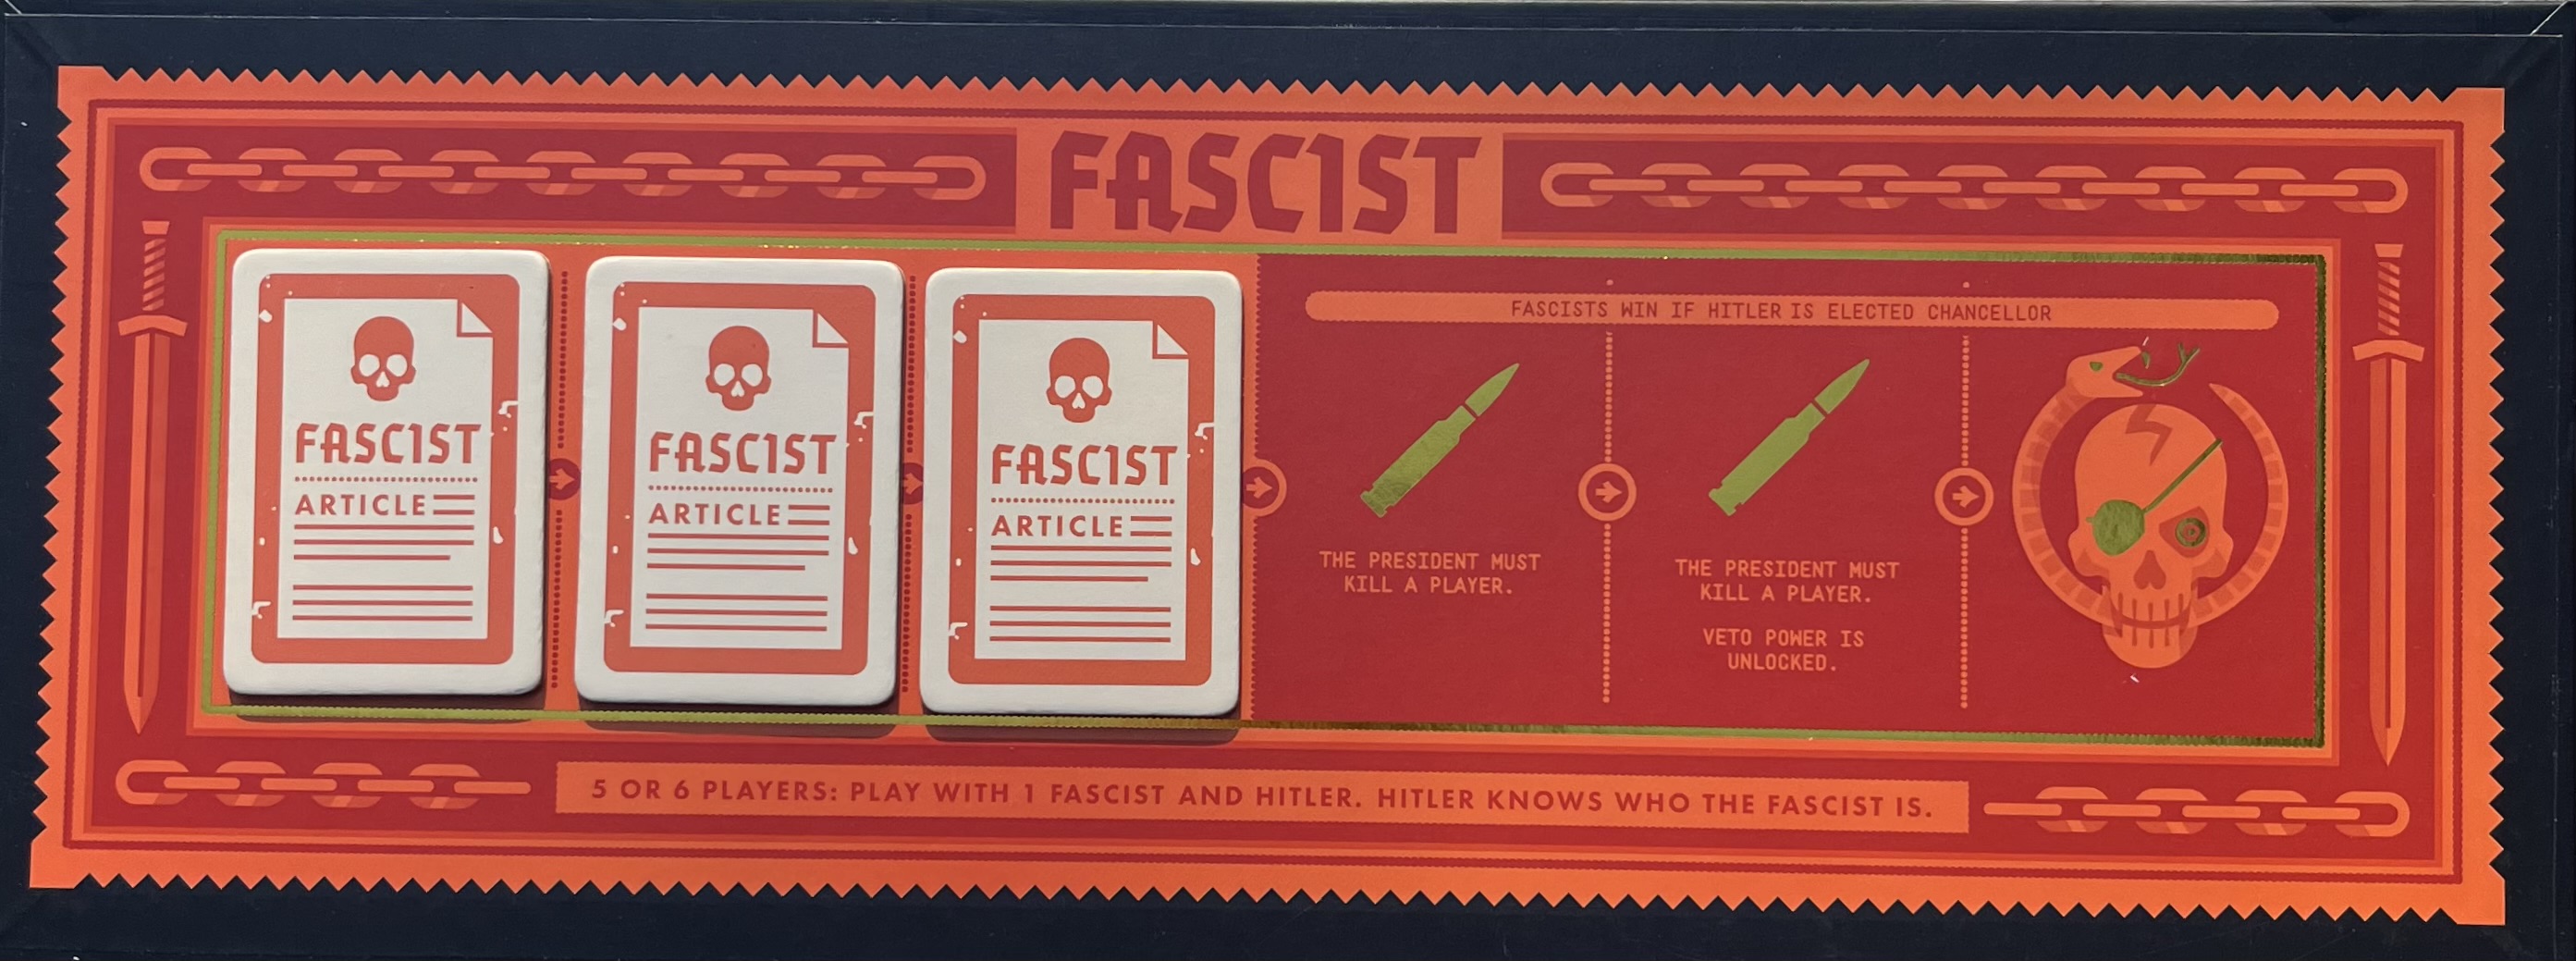 FASCIST
FASCIST
ARTICLE
FASCIST
ARTICLE
FASCIST
ARTICLE
FASCISTS WIN IF HITLER IS ELECTED CHANCELLOR
THE PRESIDENT MUST
KILL A PLAYER.
THE PRESIDENT MUST
KILL A PLAYER.
VETO POWER IS
UNLOCKED.
5 OR 6 PLAYERS: PLAY WITH 1 FASCIST AND HITLER. HITLER KNOWS WHO THE FASCIST IS.